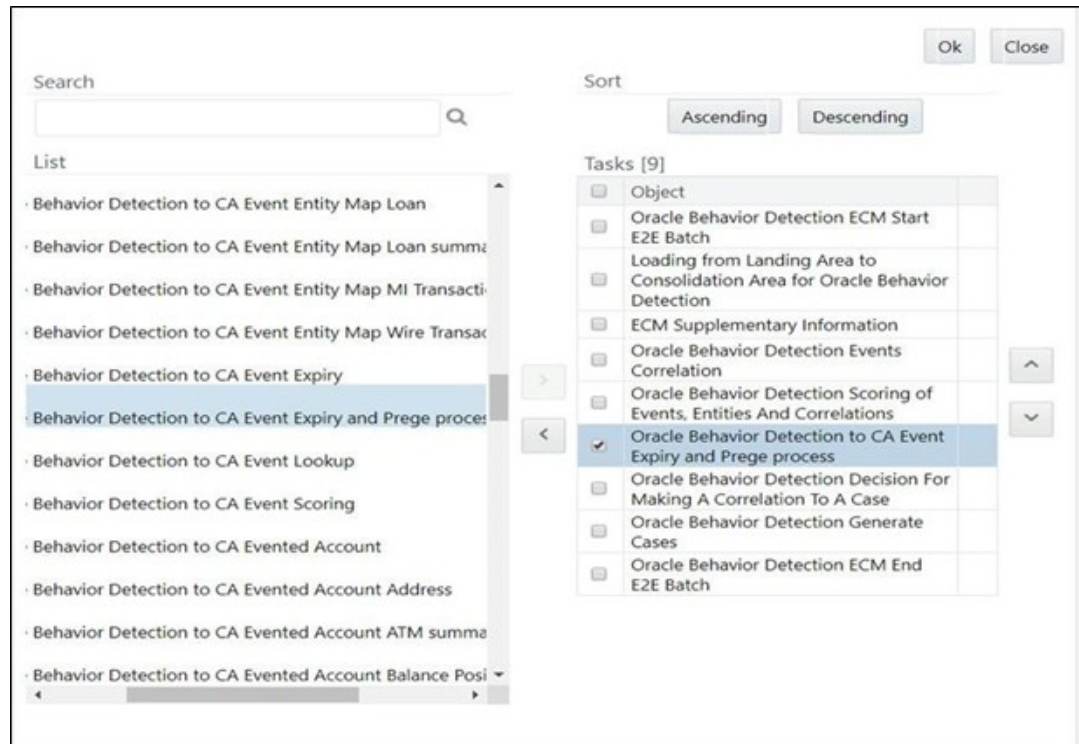 Ok Close
Search
Sort
Ascending Descending
List
Tasks [9]
Behavior Detection to CA Event Entity Map Loan
Behavior Detection to CA Event Entity Map Loan summa
Behavior Detection to CA Event Entity Map MI Transacti
Behavior Detection to CA Event Entity Map Wire Transac
Behavior Detection to CA Event Expiry
Behavior Detection to CA Event Expiry and Prege proces
Behavior Detection to CA Event Lookup
Behavior Detection to CA Event Scoring
Behavior Detection to CA Evented Account
Behavior Detection to CA Evented Account Address
Behavior Detection to CA Evented Account ATM summa
Behavior Detection to CA Evented Account Balance Posi
Object
Oracle Behavior Detection ECM Start
E2E Batch
Loading from Landing Area to
Consolidation Area for Oracle Behavior
Detection
ECM Supplementary Information
Oracle Behavior Detection Events
Correlation
Oracle Behavior Detection Scoring of
Events, Entities And Correlations
Oracle Behavior Detection to CA Event
Expiry and Prege process
Oracle Behavior Detection Decision For
Making A Correlation To A Case
Oracle Behavior Detection Generate
Cases
Oracle Behavior Detection ECM End
E2E Batch